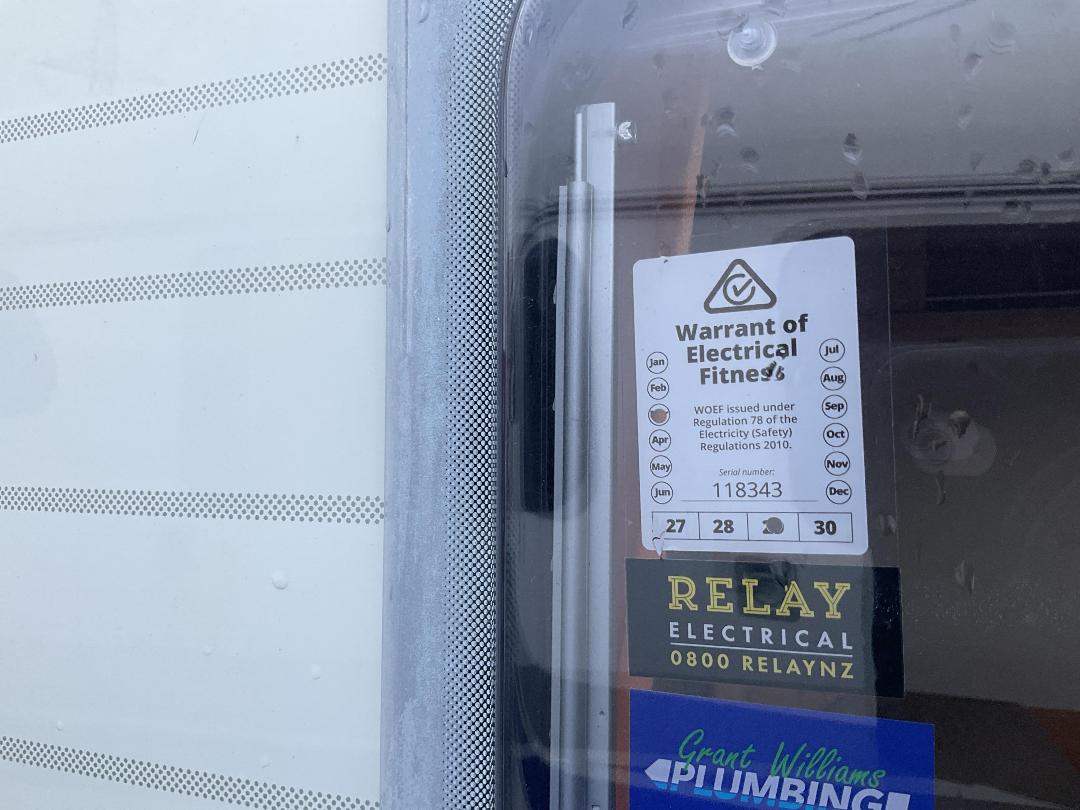 Warrant of
Electrical
Fitness
Jan
Feb
Apr
May
Jun
Jul
Aug
Sep
Oct
Nov
Dec
WOEF issued under
Regulation 78 of the
Electricity (Safety)
Regulations 2010.
Serial number:
118343
27 28 30
RELAY
ELECTRICAL
0800 RELAYNZ
Grant Williams
PLUMBING